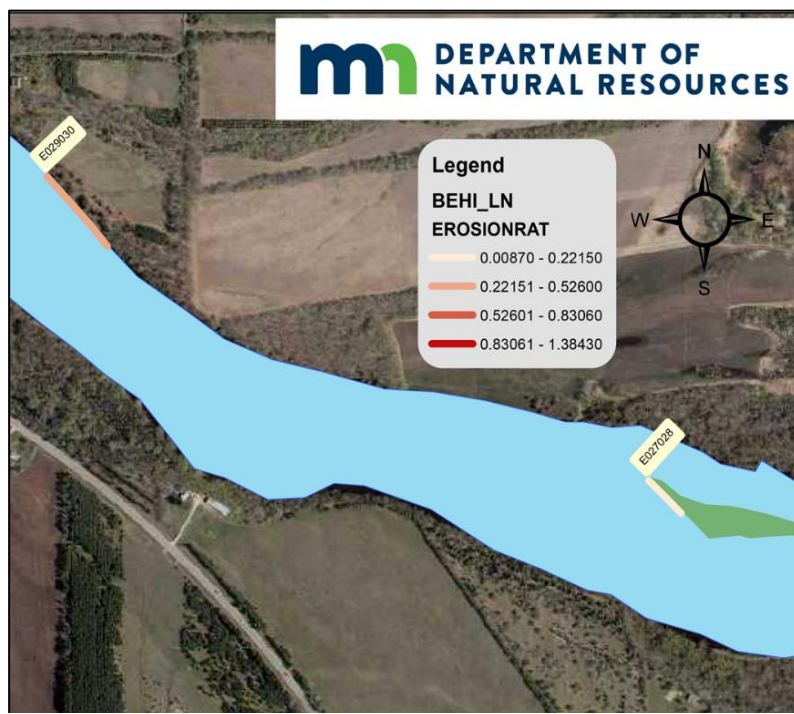 mn DEPARTMENT OF
NATURAL RESOURCES
E029030
Legend
BEHI_LN
EROSIONRAT
0.00870 - 0.22150
0.22151 - 0.52600
0.52601 - 0.83060
0.83061 - 1.38430
N
W
E
S
E027028